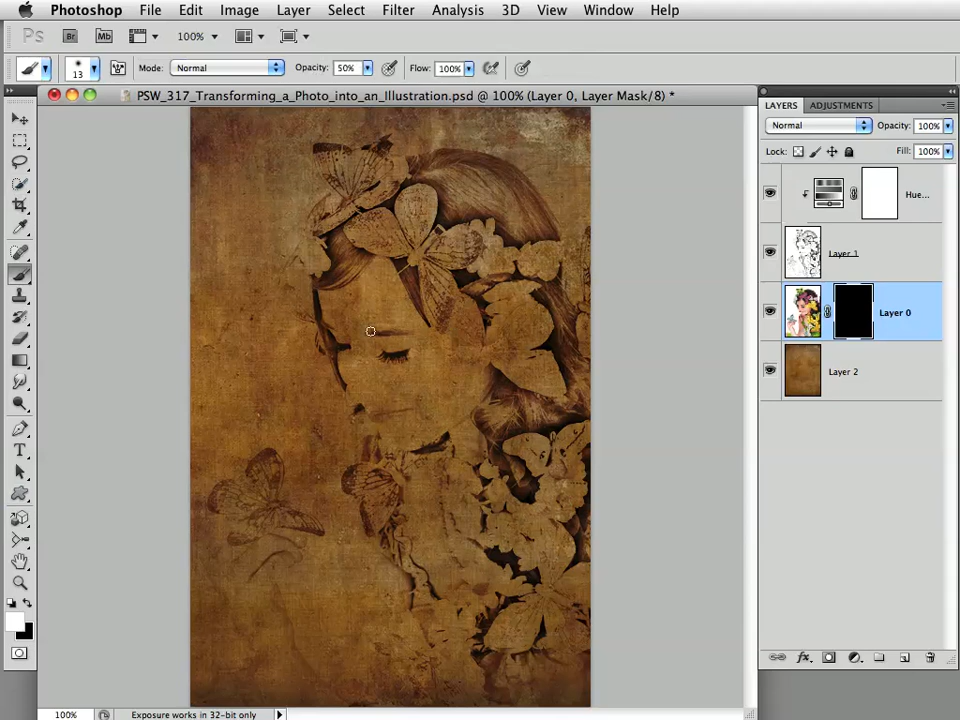 Photoshop File Edit Image Layer Select Filter Analysis 3D View Window Help
Ps Br Mb 100%
13 Mode: Normal Opacity: 50% Flow: 100%
PSW_317_Transforming_a_Photo_into_an_Illustration.psd @ 100% (Layer 0, Layer Mask/8) *
LAYERS ADJUSTMENTS
Normal Opacity: 100%
Lock: Fill: 100%
Hue...
Layer 1
Layer 0
Layer 2
fx
T
100% Exposure works in 32-bit only